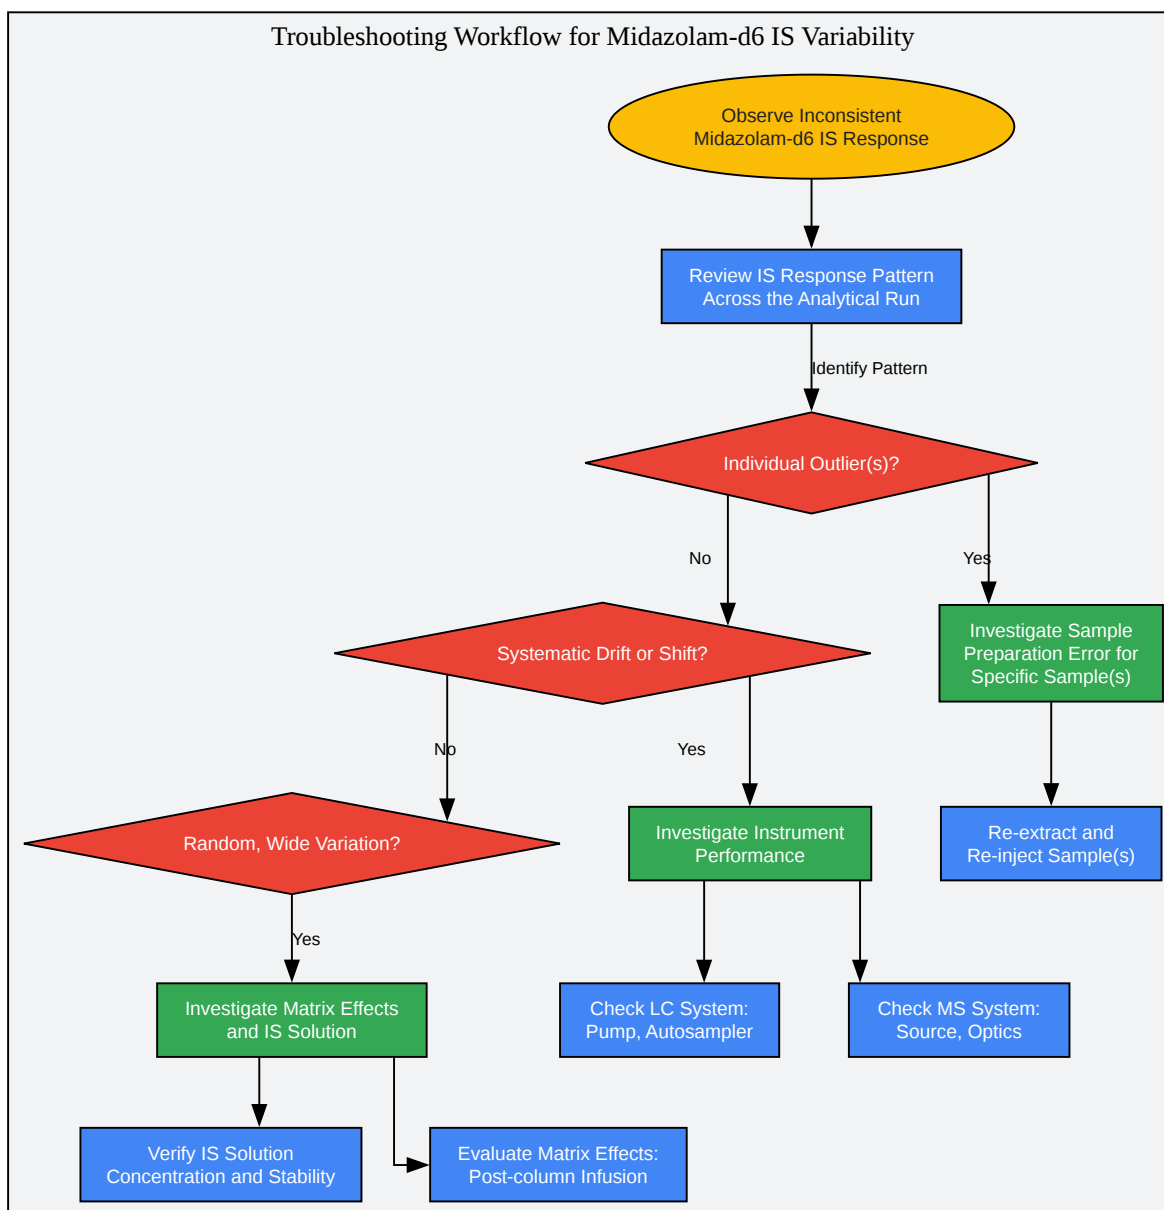 Troubleshooting Workflow for Midazolam-d6 IS Variability
Observe Inconsistent
Midazolam-d6 IS Response
Review IS Response Pattern
Across the Analytical Run
Identify Pattern
Individual Outlier(s)?
No
Yes
Systematic Drift or Shift?
Investigate Sample
Preparation Error for
Specific Sample(s)
No
Yes
Random, Wide Variation?
Investigate Instrument
Performance
Re-extract and
Re-inject Sample(s)
Yes
Investigate Matrix Effects
and IS Solution
Check LC System:
Pump, Autosampler
Check MS System:
Source, Optics
Verify IS Solution
Concentration and Stability
Evaluate Matrix Effects:
Post-column Infusion